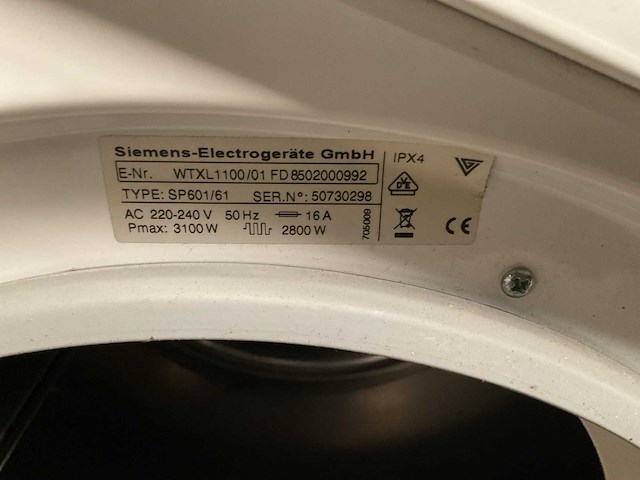 Siemens-Electrogeräte GmbH
IPX4
E-Nr. WTXL1100/01 FD 8502000992
TYPE: SP601/61 SER.N°: 50730298
AC 220-240 V 50 Hz 16 A
Pmax: 3100 W 2800 W
705009
VDE
CE